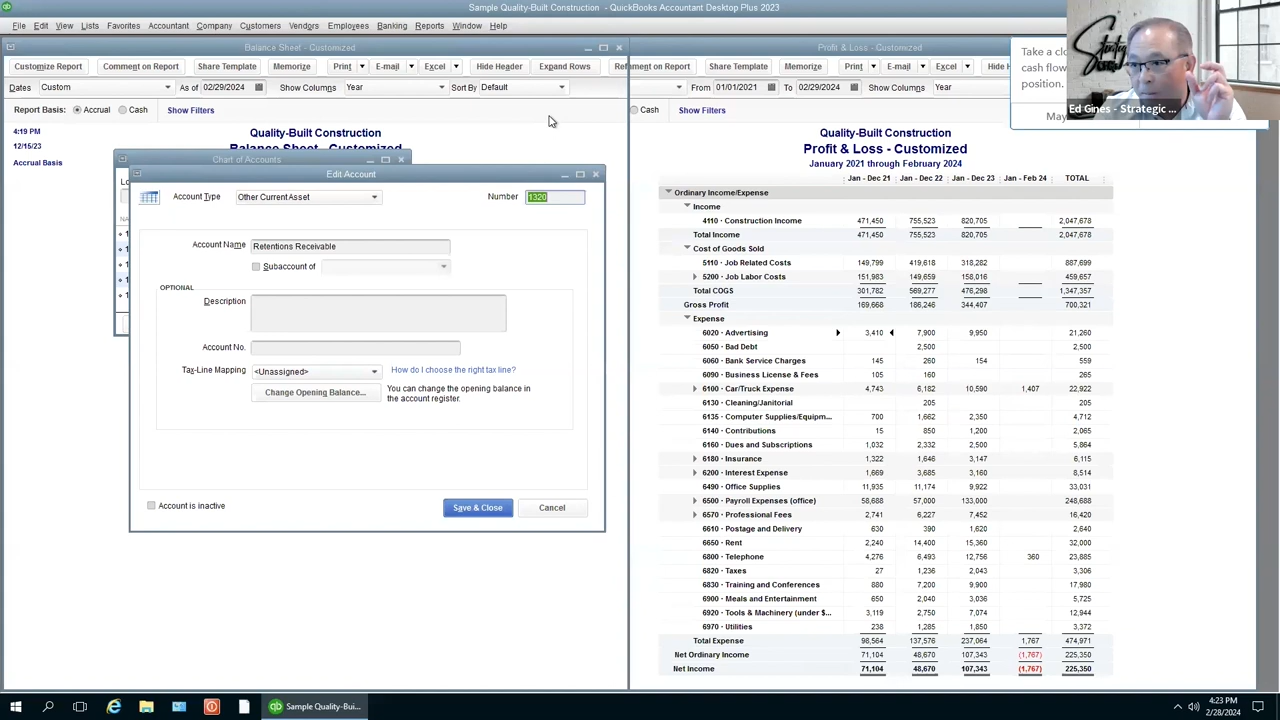 Sample Quality-Built Construction - QuickBooks Accountant Desktop Plus 2023
File Edit View Lists Favorites Accountant Company Customers Vendors Employees Banking Reports Window Help
Balance Sheet - Customized
Customize Report Comment on Report Share Template Memorize Print E-mail Excel Hide Header Expand Rows
Dates Custom As of 02/29/2024 Show Columns Year Sort By Default
Report Basis: Accrual Cash Show Filters
4:19 PM
12/15/23
Accrual Basis
Quality-Built Construction
Balance Sheet - Customized
Chart of Accounts
Edit Account
Account Type Other Current Asset Number 1320
Account Name Retentions Receivable
Subaccount of
OPTIONAL
Description
Account No.
Tax-Line Mapping <Unassigned> How do I choose the right tax line?
Change Opening Balance... You can change the opening balance in
the account register.
Account is inactive Save & Close Cancel
Profit & Loss - Customized
Share Template Memorize Print E-mail Excel
From 01/01/2021 To 02/29/2024 Show Columns Year
Cash Show Filters
Quality-Built Construction
Profit & Loss - Customized
January 2021 through February 2024
Jan - Dec 21 Jan - Dec 22 Jan - Dec 23 Jan - Feb 24 TOTAL
Ordinary Income/Expense
Income
4110 · Construction Income 471,450 755,523 820,705 2,047,678
Total Income 471,450 755,523 820,705 2,047,678
Cost of Goods Sold
5110 · Job Related Costs 149,799 419,618 318,282 887,699
5200 · Job Labor Costs 151,983 149,659 158,016 459,657
Total COGS 301,782 569,277 476,298 1,347,357
Gross Profit 169,668 186,246 344,407 700,321
Expense
6020 · Advertising 3,410 7,900 9,950 21,260
6050 · Bad Debt 2,500 2,500
6060 · Bank Service Charges 145 260 154 559
6090 · Business License & Fees 105 160 265
6100 · Car/Truck Expense 4,743 6,182 10,590 1,407 22,922
6130 · Cleaning/Janitorial 205 205
6135 · Computer Supplies/Equipm... 700 1,662 2,350 4,712
6140 · Contributions 15 850 1,200 2,065
6160 · Dues and Subscriptions 1,032 2,332 2,500 5,864
6180 · Insurance 1,322 1,646 3,147 6,115
6200 · Interest Expense 1,669 3,685 3,160 8,514
6490 · Office Supplies 11,935 11,174 9,922 33,031
6500 · Payroll Expenses (office) 58,688 57,000 133,000 248,688
6570 · Professional Fees 2,741 6,227 7,452 16,420
6610 · Postage and Delivery 630 390 1,620 2,640
6650 · Rent 2,240 14,400 15,360 32,000
6800 · Telephone 4,276 6,493 12,756 360 23,885
6820 · Taxes 27 1,236 2,043 3,306
6830 · Training and Conferences 880 7,200 9,900 17,980
6900 · Meals and Entertainment 650 2,040 3,036 5,725
6920 · Tools & Machinery (under $... 3,119 2,750 7,074 12,944
6970 · Utilities 238 1,285 1,850 3,372
Total Expense 98,564 137,576 237,064 1,767 474,971
Net Ordinary Income 71,104 48,670 107,343 (1,767) 225,350
Net Income 71,104 48,670 107,343 (1,767) 225,350
Take a clo
cash flow
position.
Ed Gines - Strategic ...
Sample Quality-Bui...
4:23 PM
2/28/2024